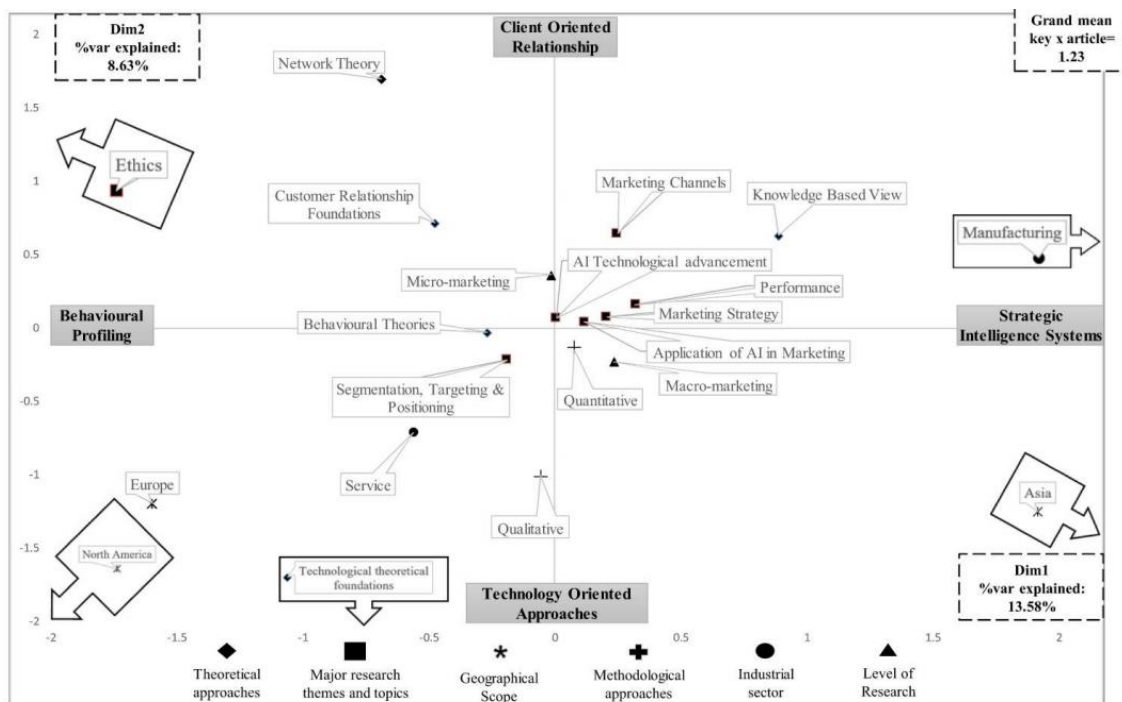 Dim2
%var explained:
8.63%
Client Oriented
Relationship
Grand mean
key x article=
1.23
2
1.5
1
0.5
0
-0.5
-1
-1.5
-2
Network Theory
Ethics
Customer Relationship
Foundations
Marketing Channels
Knowledge Based View
Manufacturing
AI Technological advancement
Micro-marketing
Performance
Behavioural
Profiling
Behavioural Theories
Marketing Strategy
Strategic
Intelligence Systems
Application of AI in Marketing
Segmentation, Targeting &
Positioning
Quantitative
Macro-marketing
Service
Europe
Asia
Qualitative
North America
Technological theoretical
foundations
Technology Oriented
Approaches
Dim1
%var explained:
13.58%
-2
-1.5
-1
-0.5
0
0.5
1
1.5
2
Theoretical
approaches
Major research
themes and topics
Geographical
Scope
Methodological
approaches
Industrial
sector
Level of
Research